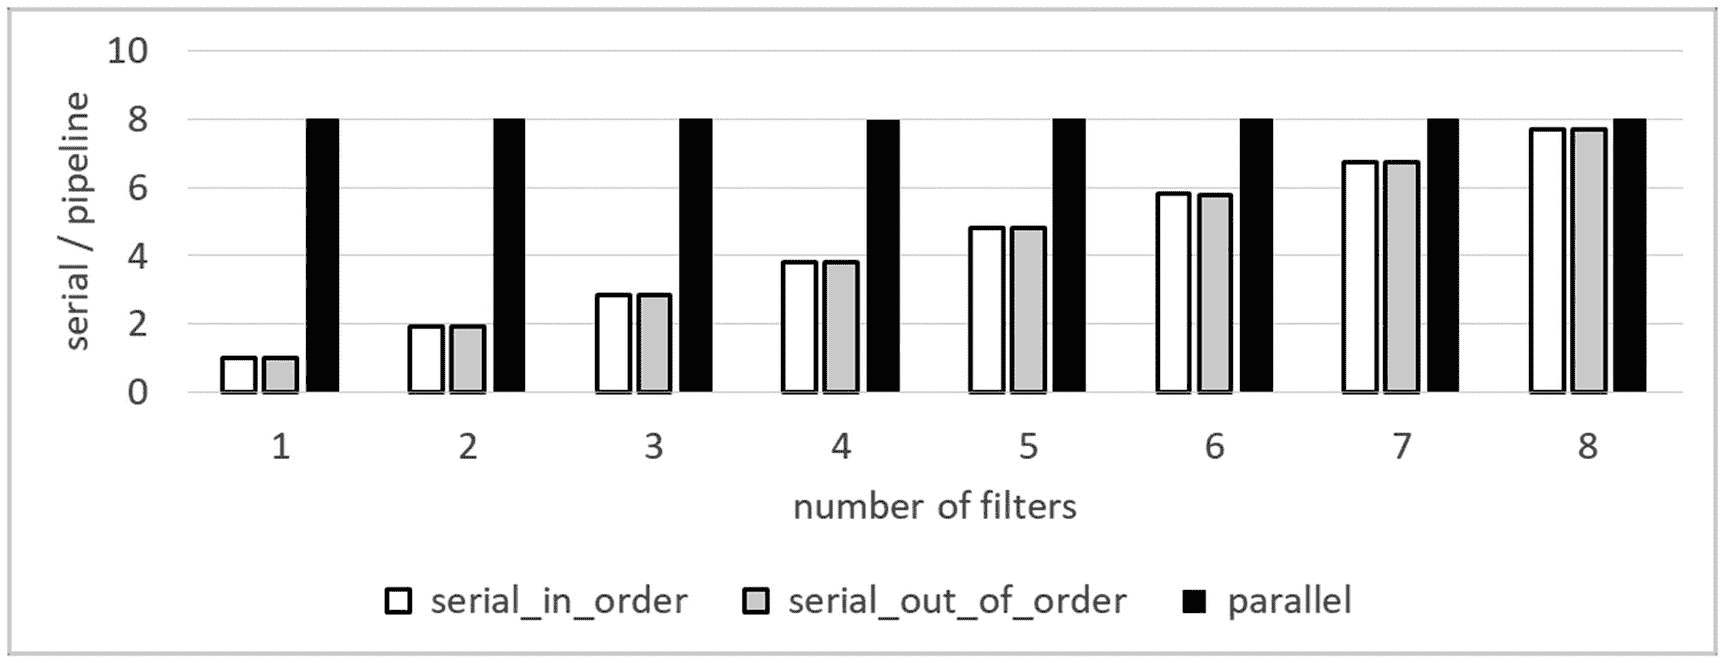 10
8
6
4
2
0
serial / pipeline
1 2 3 4 5 6 7 8
number of filters
serial_in_order serial_out_of_order parallel